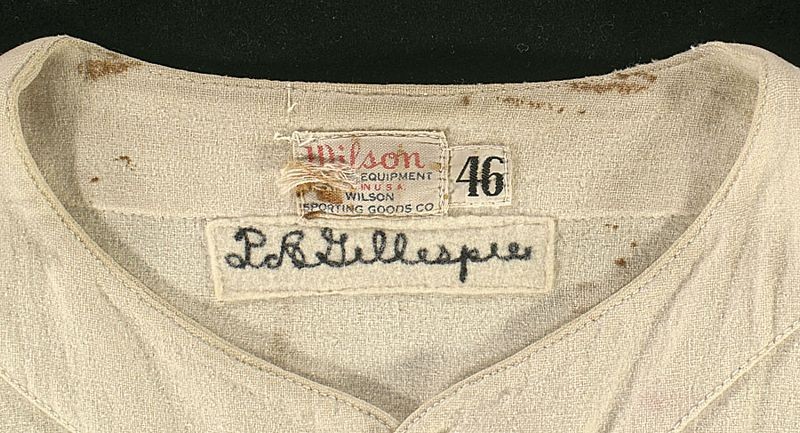 Wilson
46
EQUIPMENT
IN U.S.A.
WILSON
SPORTING GOODS CO
P A Gillespie